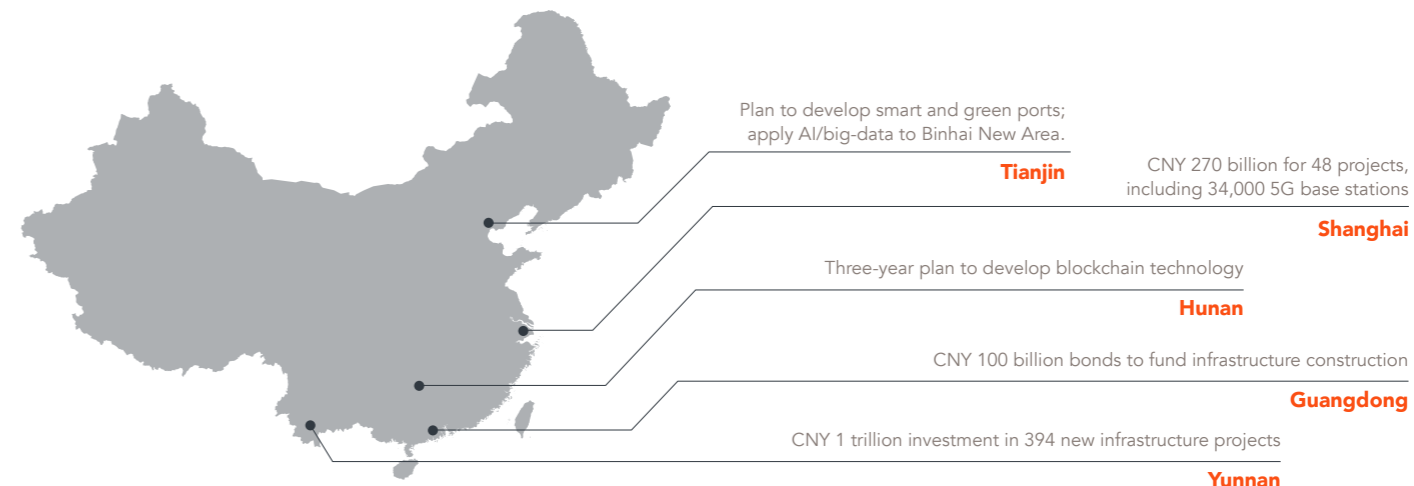 Plan to develop smart and green ports;
apply AI/big-data to Binhai New Area.
Tianjin
CNY 270 billion for 48 projects,
including 34,000 5G base stations
Shanghai
Three-year plan to develop blockchain technology
Hunan
CNY 100 billion bonds to fund infrastructure construction
Guangdong
CNY 1 trillion investment in 394 new infrastructure projects
Yunnan